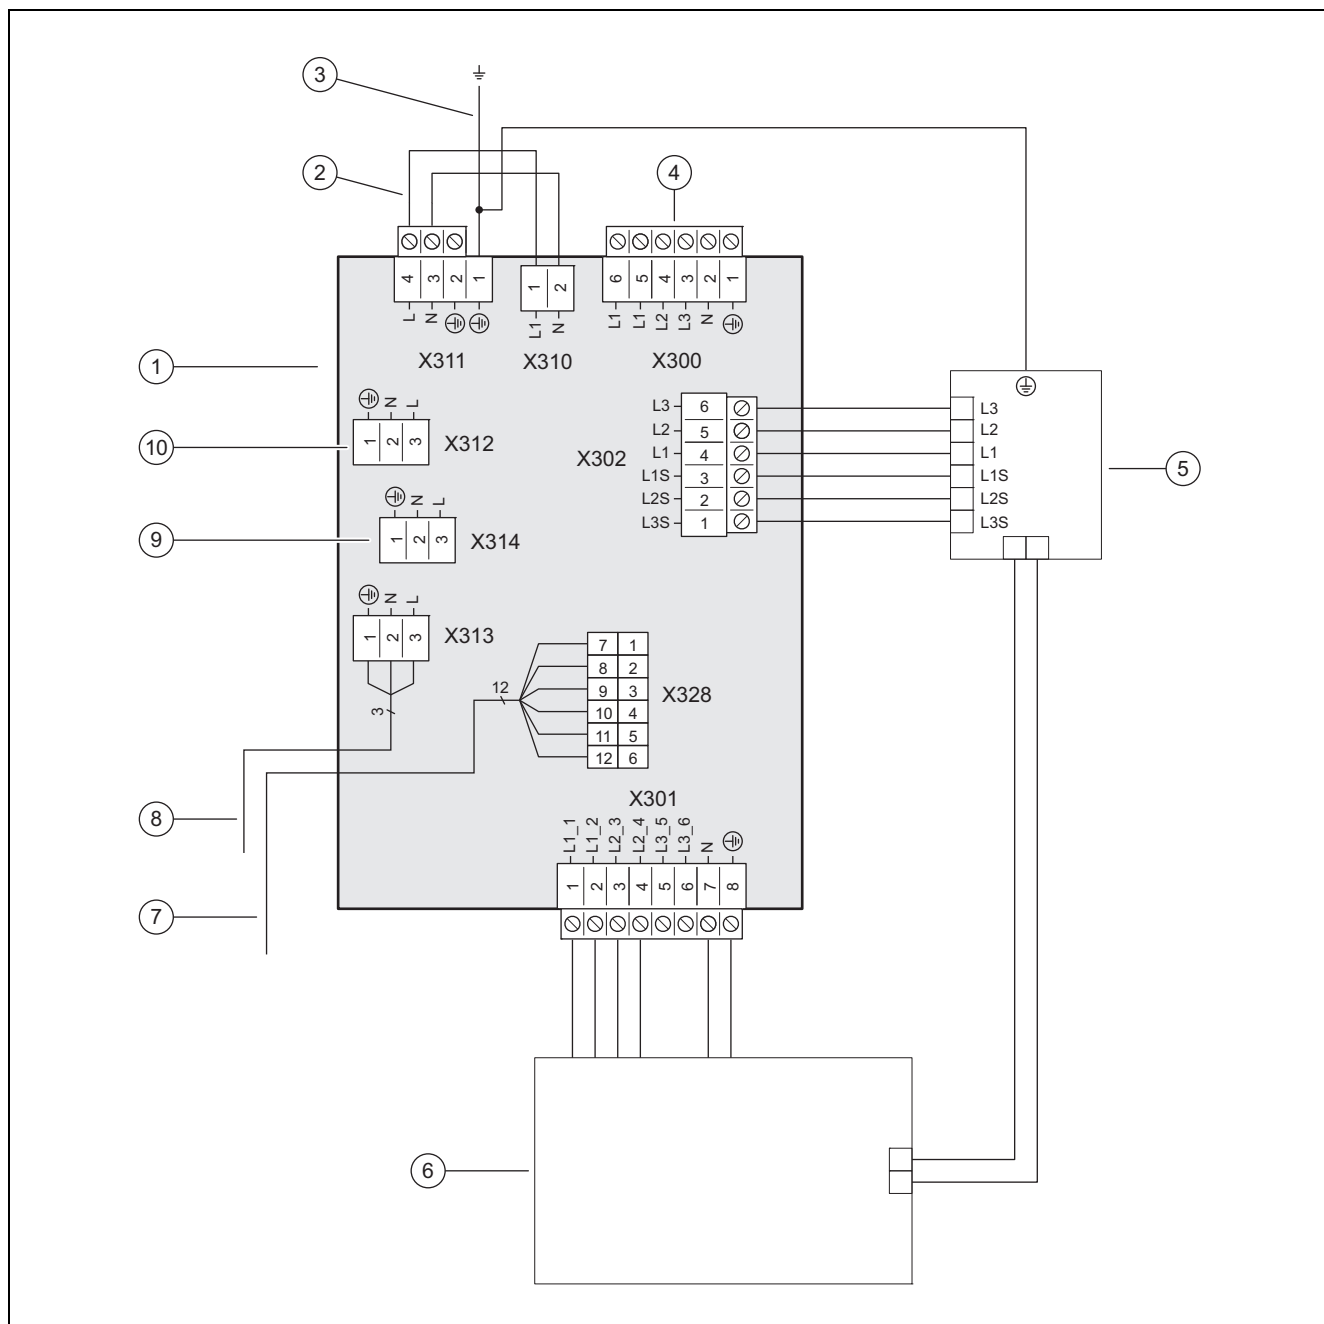 3
2
4
4 3 2 1
L N
X311
1 2
L1 N
X310
6 5 4 3 2 1
L1 L1 L2 L3 N
X300
1
N L
1 2 3
X312
10
N L
1 2 3
X314
9
N L
1 2 3
X313
3
8
7
X302
L3 6
L2 5
L1 4
L1S 3
L2S 2
L3S 1
L3
L2
L1
L1S
L2S
L3S
5
12
7 1
8 2
9 3
10 4
11 5
12 6
X328
X301
L1_1 L1_2 L2_3 L2_4 L3_5 L3_6 N
1 2 3 4 5 6 7 8
6